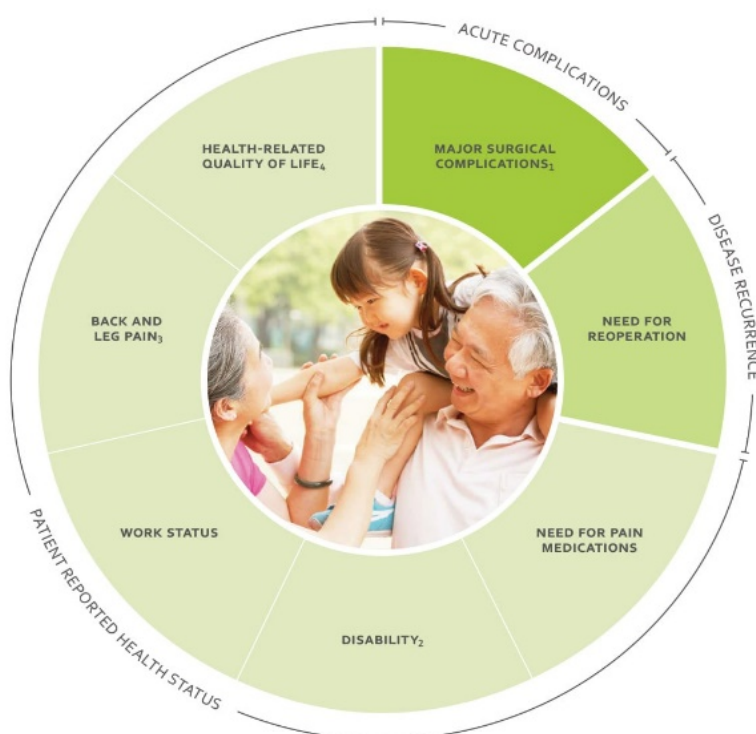 ACUTE COMPLICATIONS
MAJOR SURGICAL
COMPLICATIONS₁
DISEASE RECURRENCE
NEED FOR
REOPERATION
NEED FOR PAIN
MEDICATIONS
DISABILITY₂
WORK STATUS
BACK AND
LEG PAIN₃
HEALTH-RELATED
QUALITY OF LIFE₄
PATIENT REPORTED HEALTH STATUS